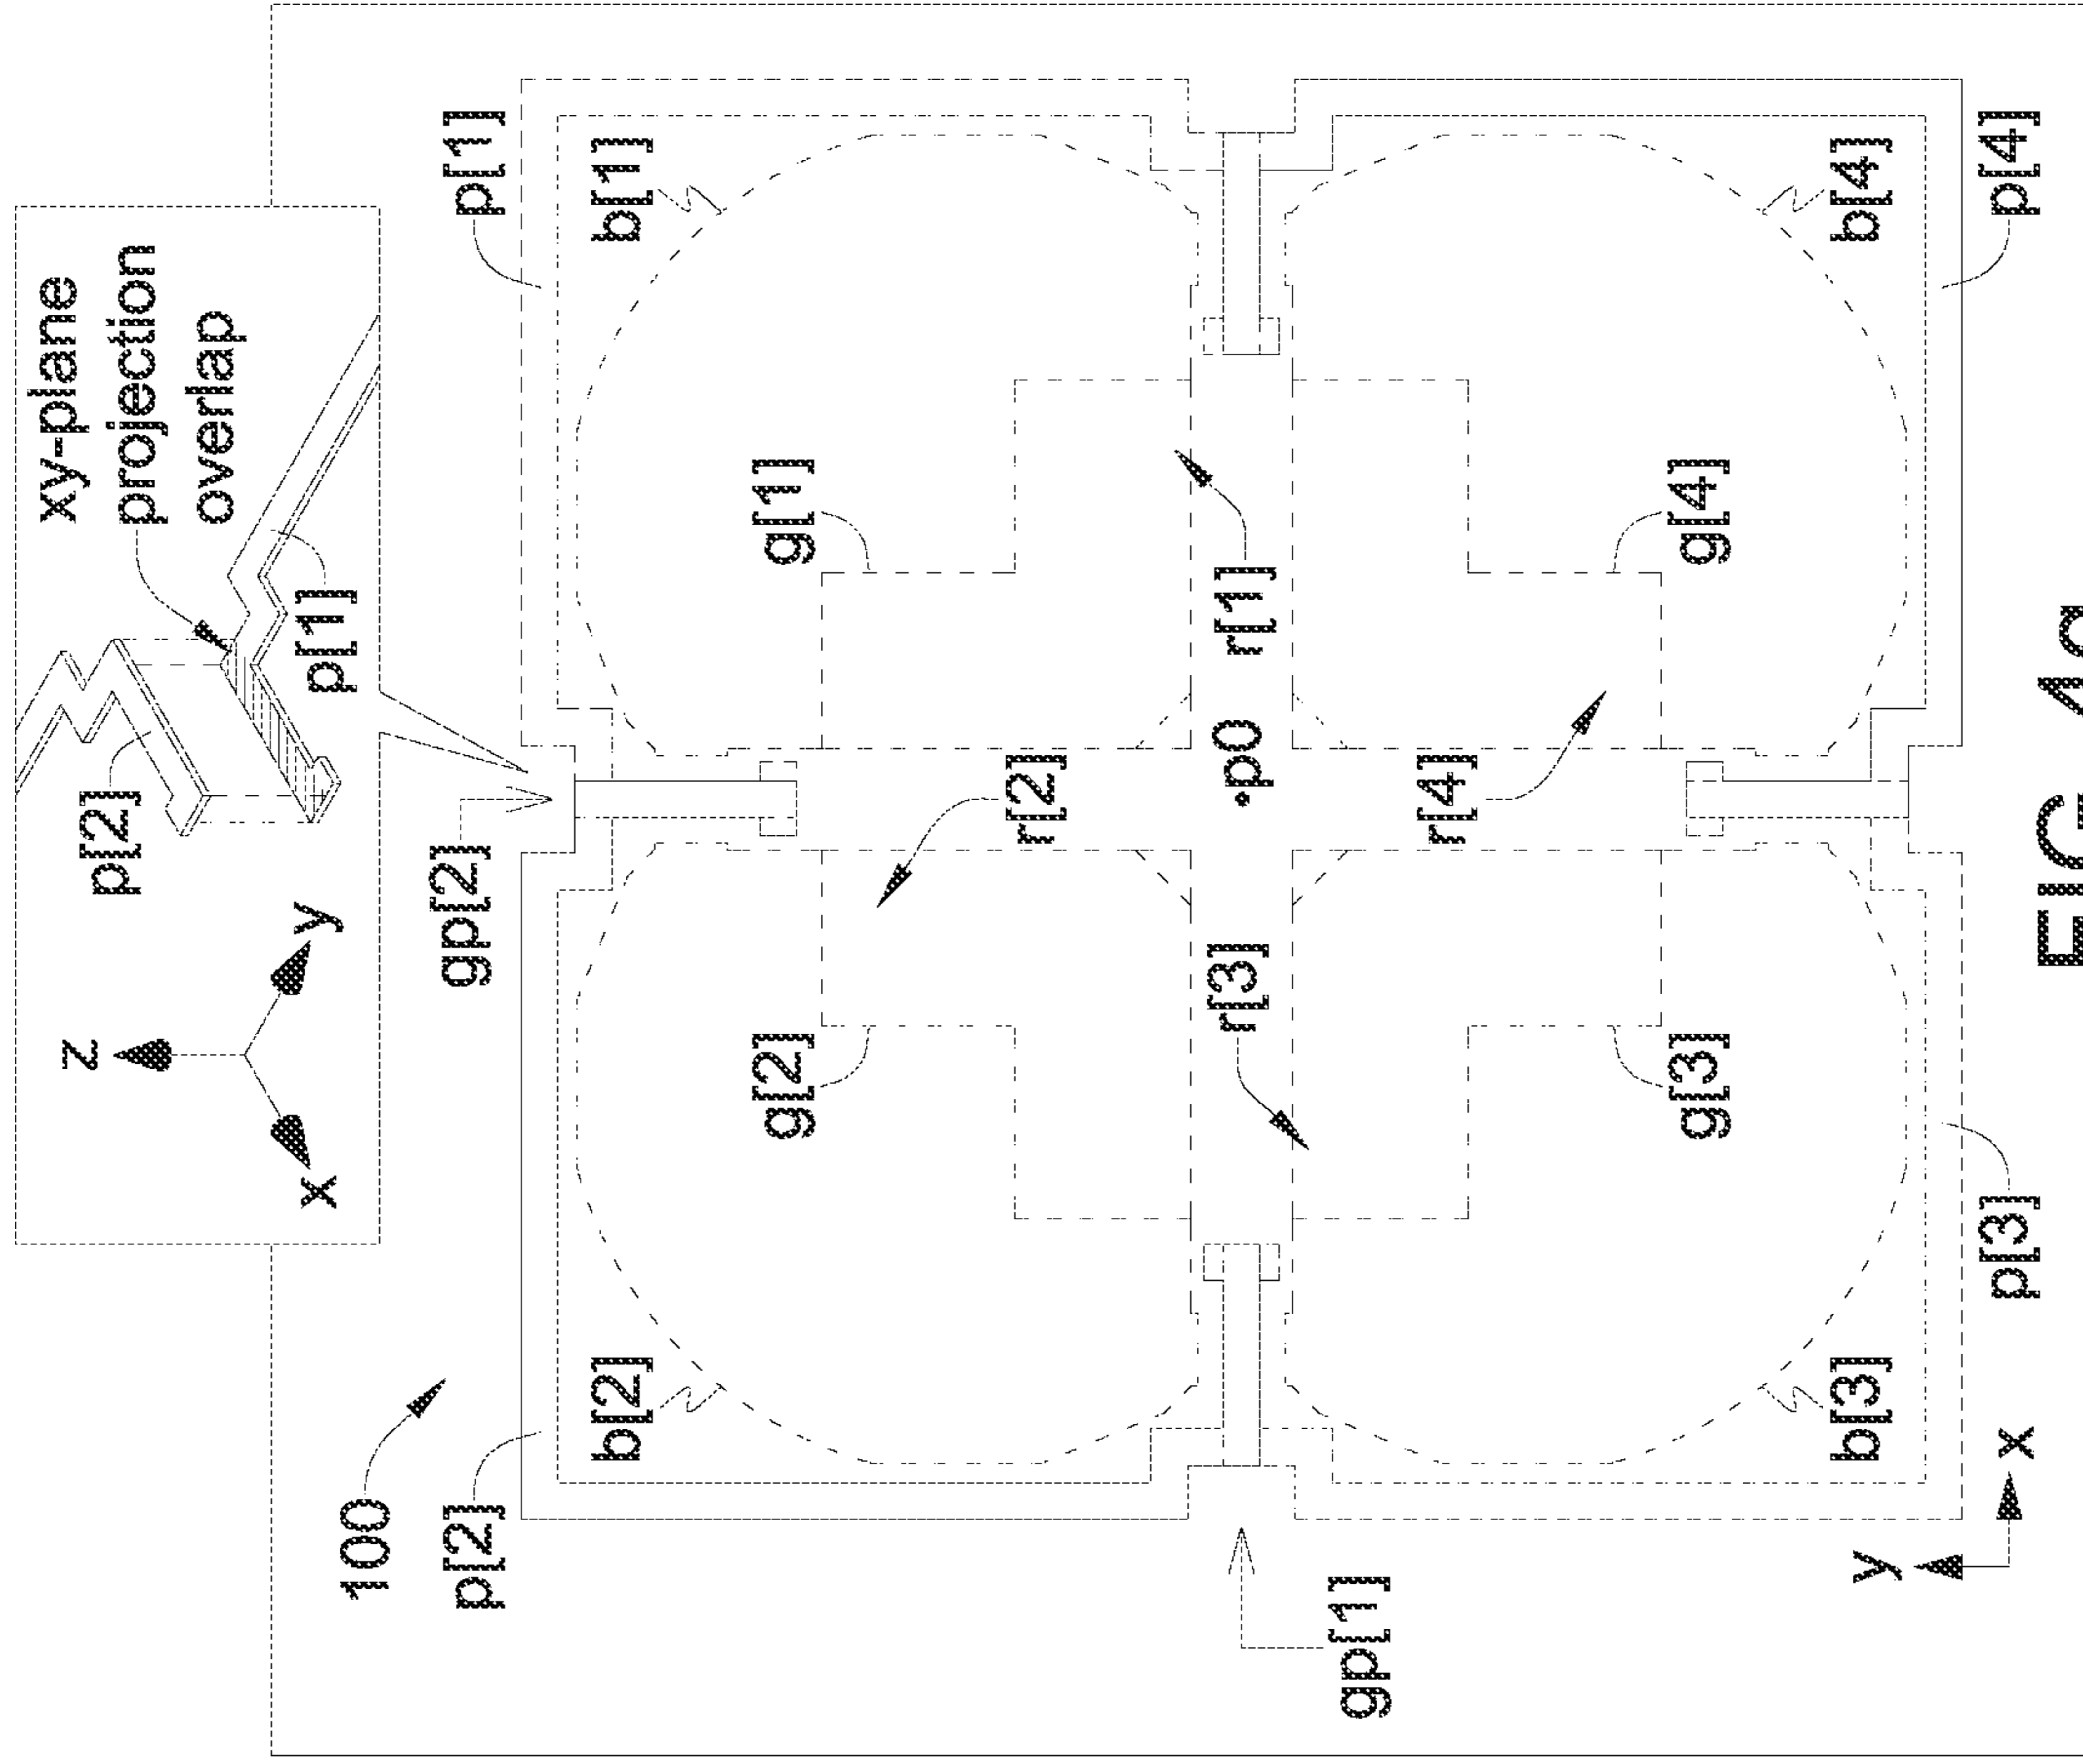 xy-plane
projection
overlap
z
x
y
p[2]
p[1]
100
p[2]
gp[2]
p[1]
b[2]
b[1]
g[2]
g[1]
r[2]
r[3]
p0
r[1]
gp[1]
r[4]
g[3]
g[4]
b[3]
b[4]
y
x
p[3]
p[4]
FIG